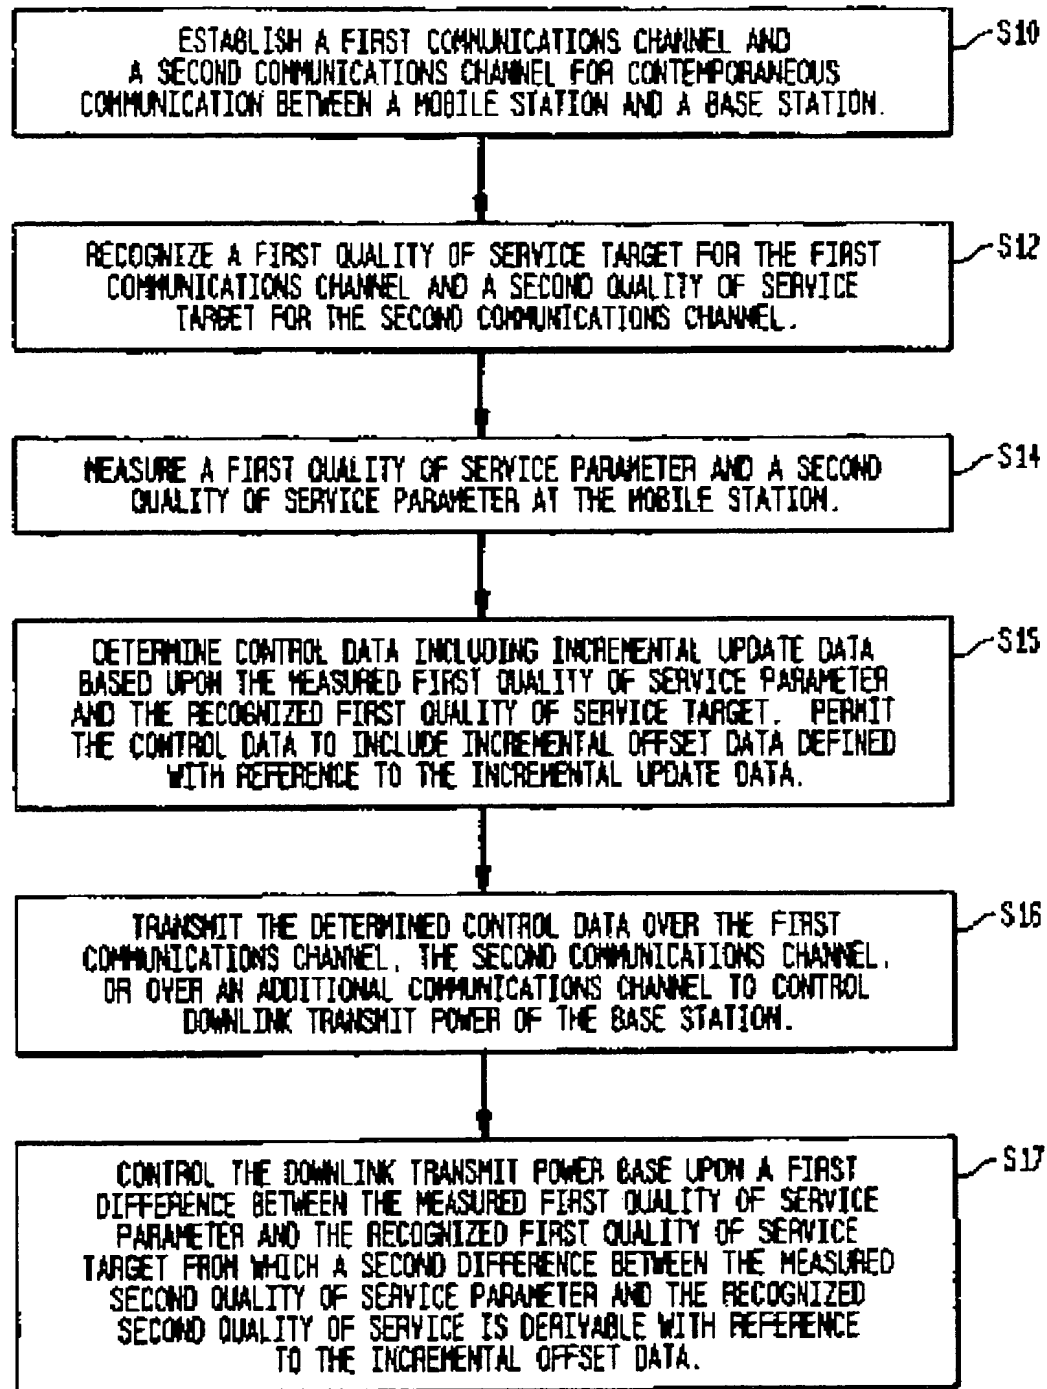 ESTABLISH A FIRST COMMUNICATIONS CHANNEL AND
A SECOND COMMUNICATIONS CHANNEL FOR CONTEMPORANEOUS
COMMUNICATION BETWEEN A MOBILE STATION AND A BASE STATION.
S10
RECOGNIZE A FIRST QUALITY OF SERVICE TARGET FOR THE FIRST
COMMUNICATIONS CHANNEL AND A SECOND QUALITY OF SERVICE
TARGET FOR THE SECOND COMMUNICATIONS CHANNEL.
S12
MEASURE A FIRST QUALITY OF SERVICE PARAMETER AND A SECOND
QUALITY OF SERVICE PARAMETER AT THE MOBILE STATION.
S14
DETERMINE CONTROL DATA INCLUDING INCREMENTAL UPDATE DATA
BASED UPON THE MEASURED FIRST QUALITY OF SERVICE PARAMETER
AND THE RECOGNIZED FIRST QUALITY OF SERVICE TARGET. PERMIT
THE CONTROL DATA TO INCLUDE INCREMENTAL OFFSET DATA DEFINED
WITH REFERENCE TO THE INCREMENTAL UPDATE DATA.
S15
TRANSMIT THE DETERMINED CONTROL DATA OVER THE FIRST
COMMUNICATIONS CHANNEL, THE SECOND COMMUNICATIONS CHANNEL,
OR OVER AN ADDITIONAL COMMUNICATIONS CHANNEL TO CONTROL
DOWNLINK TRANSMIT POWER OF THE BASE STATION.
S16
CONTROL THE DOWNLINK TRANSMIT POWER BASE UPON A FIRST
DIFFERENCE BETWEEN THE MEASURED FIRST QUALITY OF SERVICE
PARAMETER AND THE RECOGNIZED FIRST QUALITY OF SERVICE
TARGET FROM WHICH A SECOND DIFFERENCE BETWEEN THE MEASURED
SECOND QUALITY OF SERVICE PARAMETER AND THE RECOGNIZED
SECOND QUALITY OF SERVICE IS DERIVABLE WITH REFERENCE
TO THE INCREMENTAL OFFSET DATA.
S17